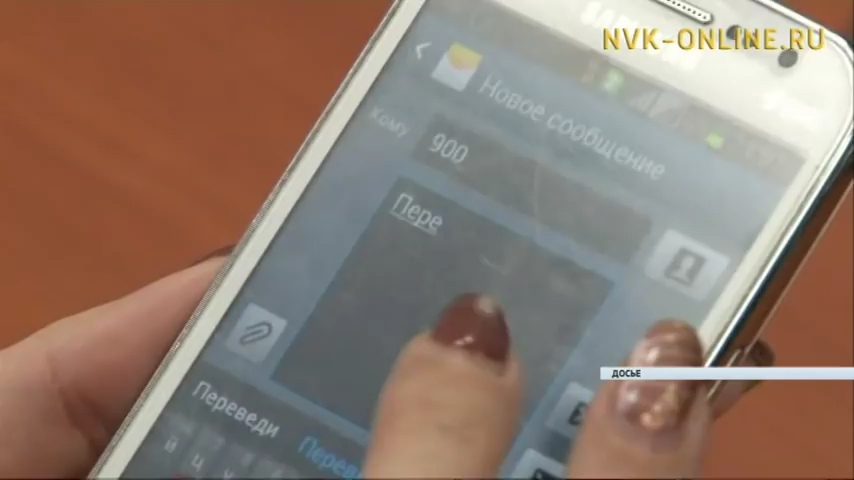 NVK-ONLINE.RU
SAMSUNG
Новое сообщение
Кому
900
Пере
ДОСЬЕ
Переведи
й ц у